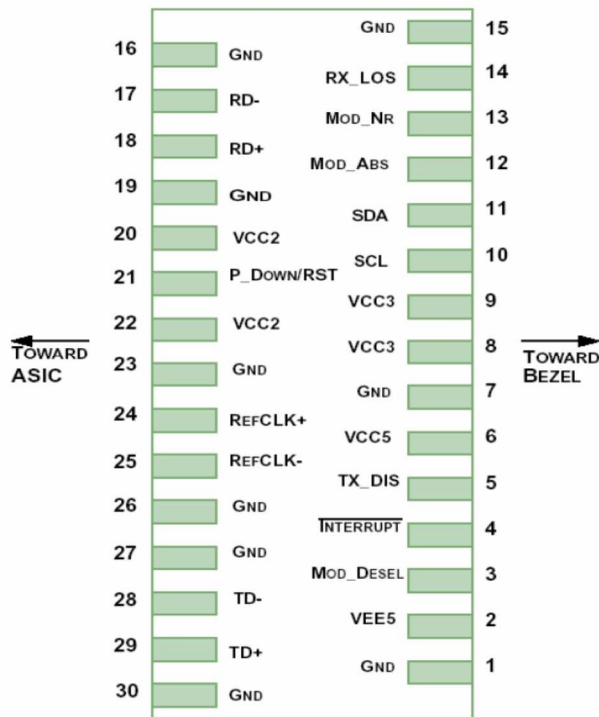 GND 15
16 GND
RX_LOS 14
17 RD-
MOD_NR 13
18 RD+
MOD_ABS 12
19 GND
SDA 11
20 VCC2
SCL 10
21 P_DOWN/RST
VCC3 9
22 VCC2
VCC3 8
TOWARD ASIC
TOWARD BEZEL
23 GND
GND 7
24 REFCLK+
VCC5 6
25 REFCLK-
TX_DIS 5
26 GND
INTERRUPT 4
27 GND
MOD_DESEL 3
28 TD-
VEE5 2
29 TD+
GND 1
30 GND